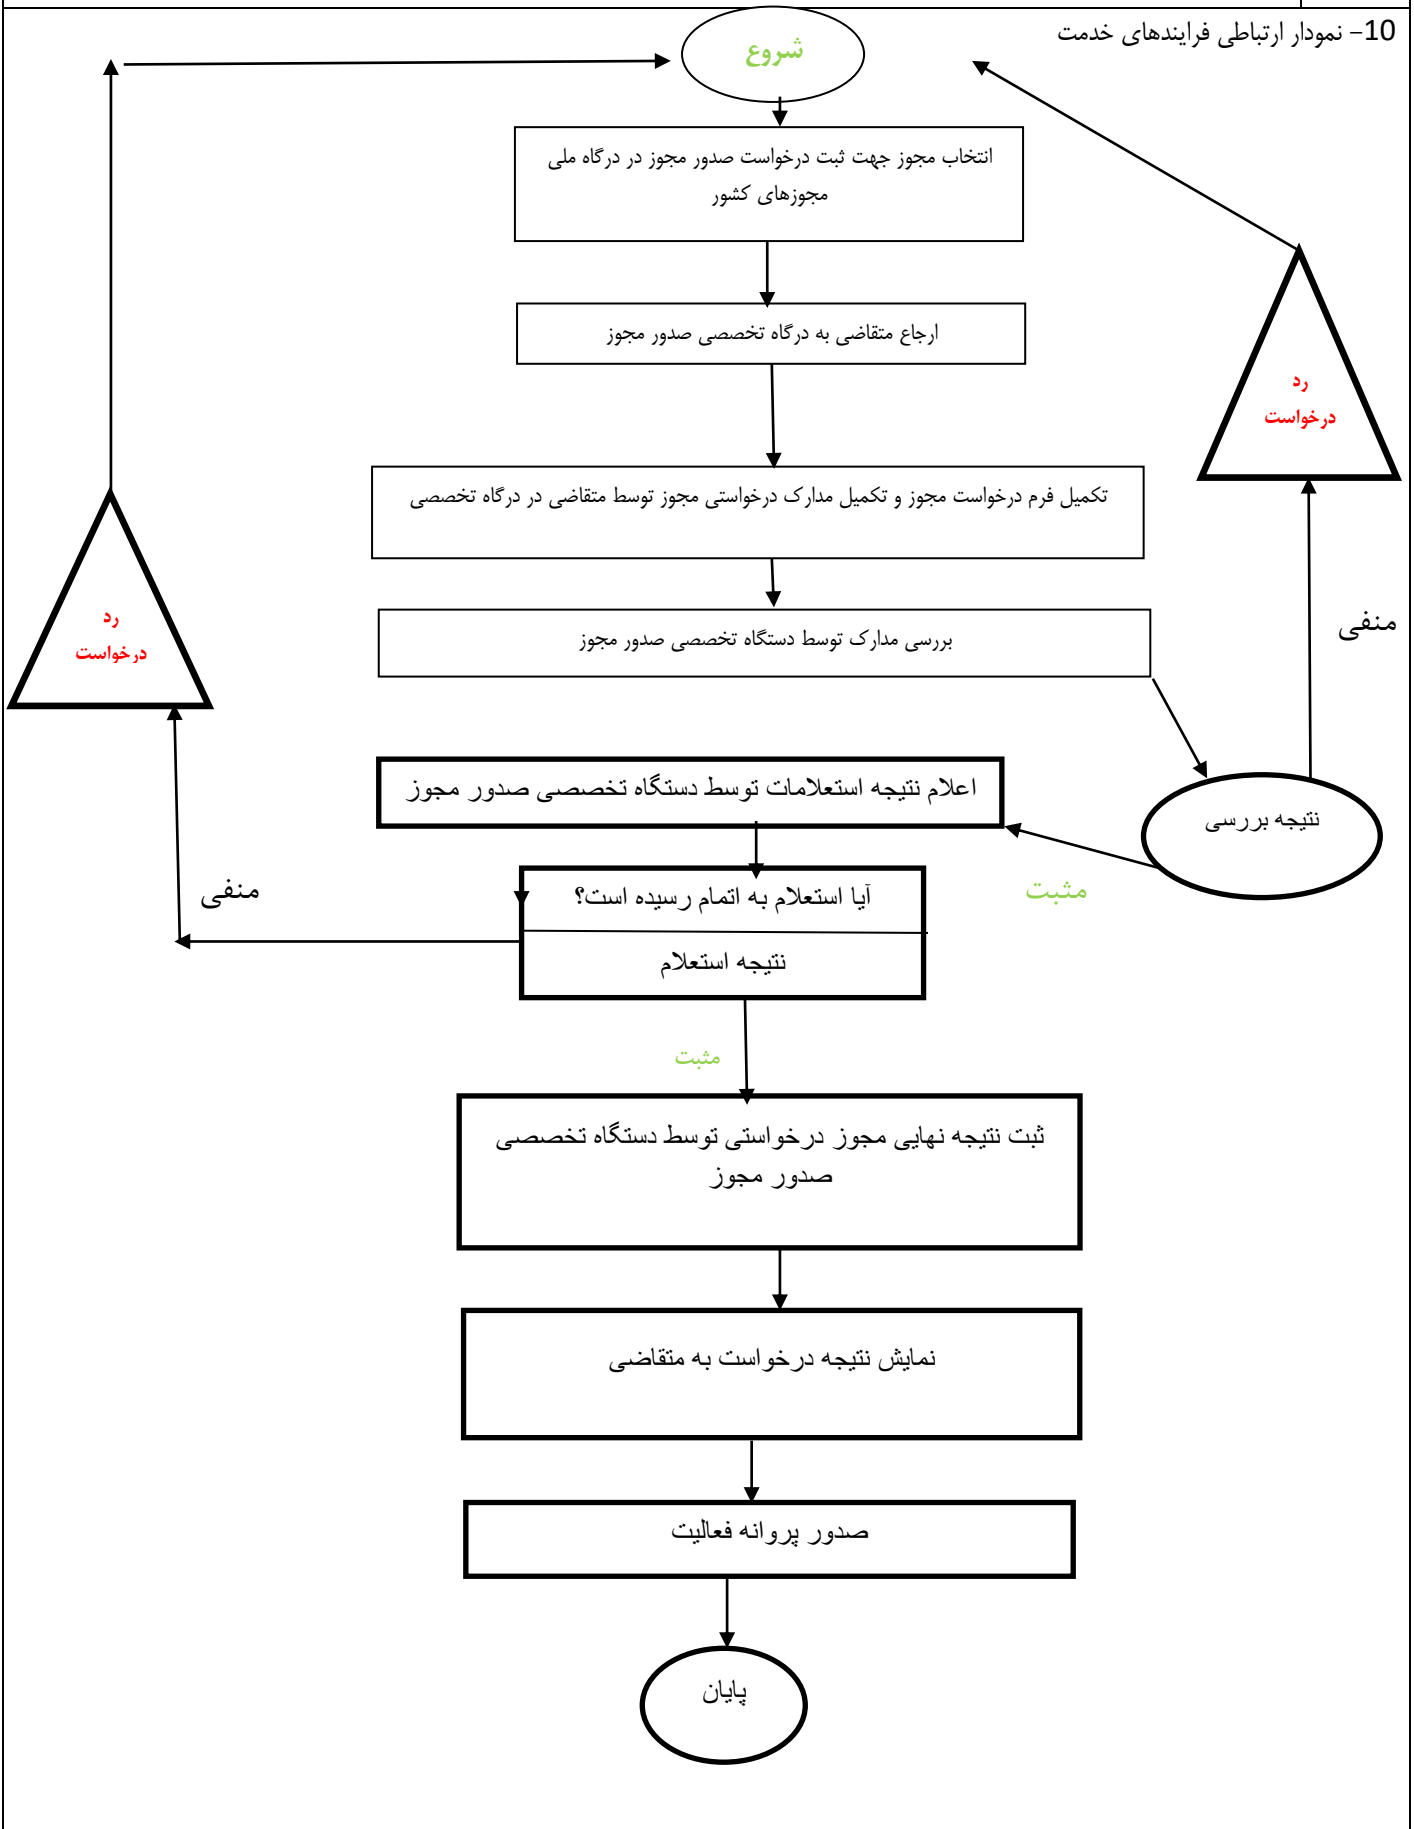 10- نمودار ارتباطی فرایندهای خدمت
شروع
انتخاب مجوز جهت ثبت درخواست صدور مجوز در درگاه ملی
مجوزهای کشور
ارجاع متقاضی به درگاه تخصصی صدور مجوز
رد
درخواست
تکمیل فرم درخواست مجوز و تکمیل مدارک درخواستی مجوز توسط متقاضی در درگاه تخصصی
منفی
رد
درخواست
بررسی مدارک توسط دستگاه تخصصی صدور مجوز
نتیجه بررسی
اعلام نتیجه استعلامات توسط دستگاه تخصصی صدور مجوز
مثبت
آیا استعلام به اتمام رسیده است؟
منفی
نتیجه استعلام
مثبت
ثبت نتیجه نهایی مجوز درخواستی توسط دستگاه تخصصی
صدور مجوز
نمایش نتیجه درخواست به متقاضی
صدور پروانه فعالیت
پایان